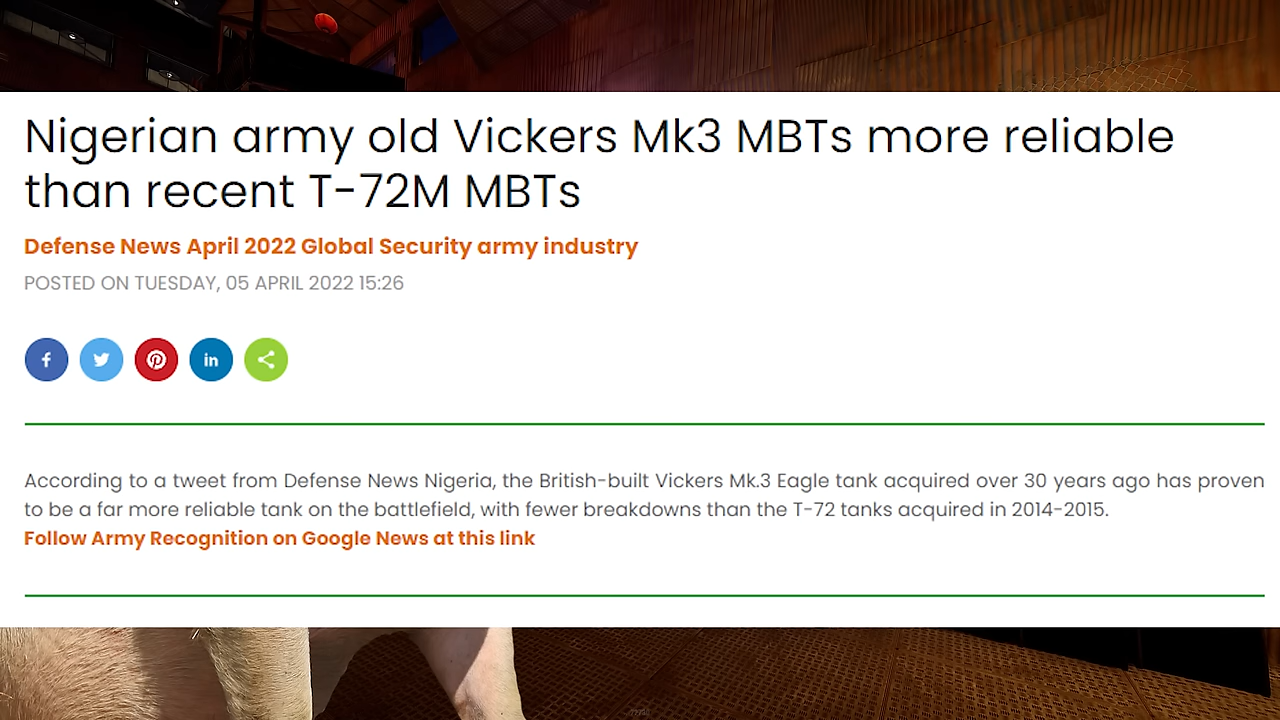 Nigerian army old Vickers Mk3 MBTs more reliable
than recent T-72M MBTs
Defense News April 2022 Global Security army industry
POSTED ON TUESDAY, 05 APRIL 2022 15:26
According to a tweet from Defense News Nigeria, the British-built Vickers Mk.3 Eagle tank acquired over 30 years ago has proven
to be a far more reliable tank on the battlefield, with fewer breakdowns than the T-72 tanks acquired in 2014-2015.
Follow Army Recognition on Google News at this link